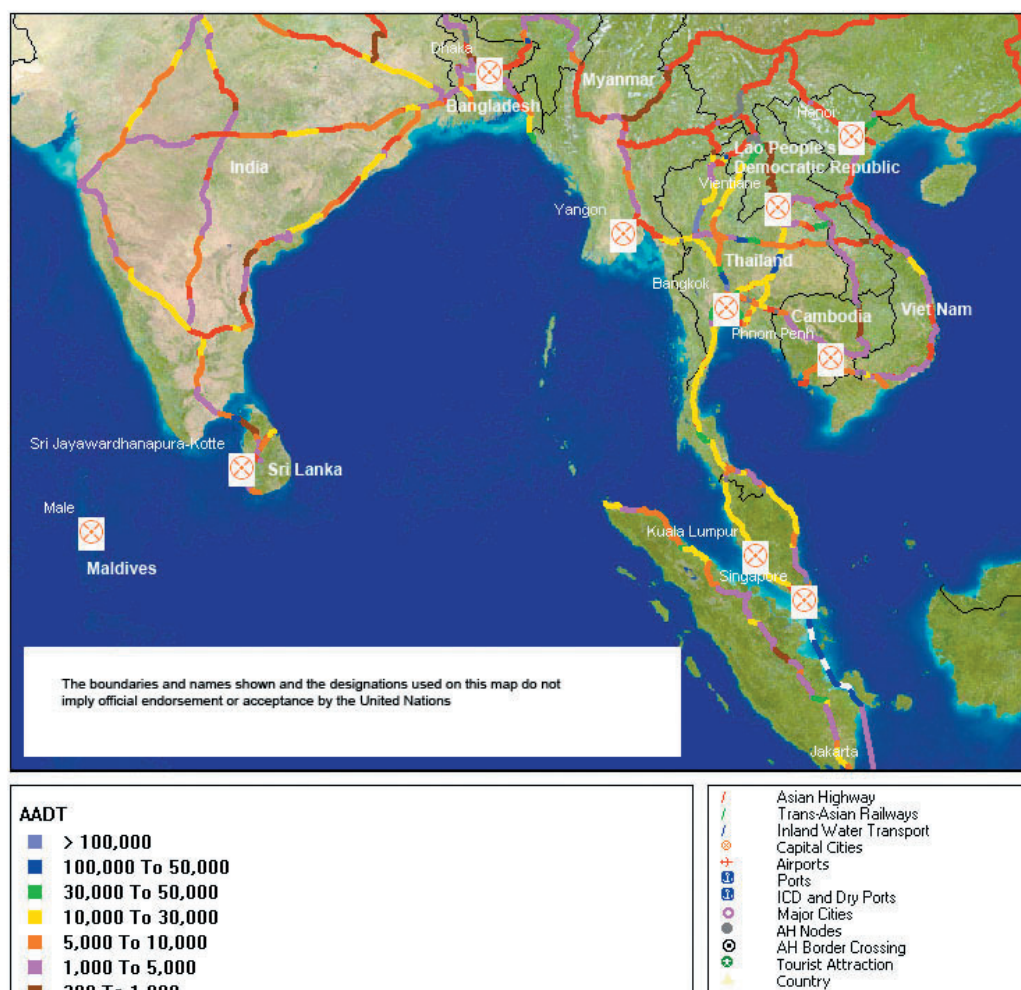 Dhaka
Myanmar
Bangladesh
Hanoi
Lao People's
Democratic Republic
India
Vientiane
Yangon
Thailand
Bangkok
Cambodia
Viet Nam
Phnom Penh
Sri Jayawardhanapura-Kotte
Sri Lanka
Male
Kuala Lumpur
Maldives
Singapore
The boundaries and names shown and the designations used on this map do not
imply official endorsement or acceptance by the United Nations
Jakarta
AADT
> 100,000
100,000 To 50,000
30,000 To 50,000
10,000 To 30,000
5,000 To 10,000
1,000 To 5,000
200 To 1,000
Asian Highway
Trans-Asian Railways
Inland Water Transport
Capital Cities
Airports
Ports
ICD and Dry Ports
Major Cities
AH Nodes
AH Border Crossing
Tourist Attraction
Country